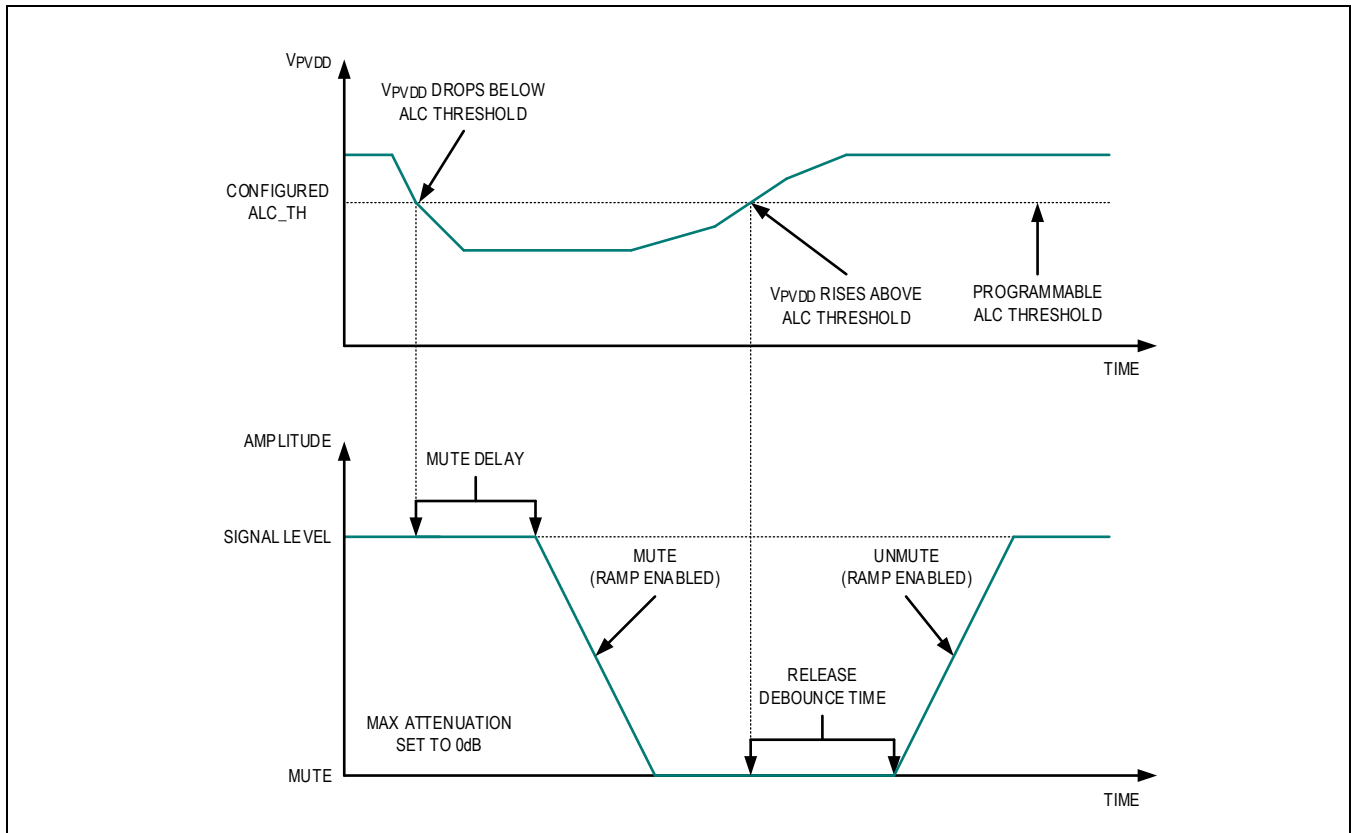 VPVDD
VPVDD DROPS BELOW
ALC THRESHOLD
CONFIGURED
ALC_TH
VPVDD RISES ABOVE
ALC THRESHOLD
PROGRAMMABLE
ALC THRESHOLD
TIME
AMPLITUDE
MUTE DELAY
SIGNAL LEVEL
MUTE
(RAMP ENABLED)
UNMUTE
(RAMP ENABLED)
RELEASE
DEBOUNCE TIME
MAX ATTENUATION
SET TO 0dB
MUTE
TIME